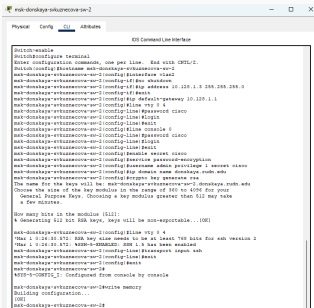 msk-donskaya-svkuznecova-sw-2
Physical Config CLI Attributes
IOS Command Line Interface
Switch>enable
Switch#configure terminal
Enter configuration commands, one per line. End with CNTL/Z.
Switch(config)#hostname msk-donskaya-svkuznecova-sw-2
msk-donskaya-svkuznecova-sw-2(config)#interface vlan2
msk-donskaya-svkuznecova-sw-2(config-if)#no shutdown
msk-donskaya-svkuznecova-sw-2(config-if)#ip address 10.128.1.3 255.255.255.0
msk-donskaya-svkuznecova-sw-2(config-if)#exit
msk-donskaya-svkuznecova-sw-2(config)#ip default-gateway 10.128.1.1
msk-donskaya-svkuznecova-sw-2(config)#line vty 0 4
msk-donskaya-svkuznecova-sw-2(config-line)#password cisco
msk-donskaya-svkuznecova-sw-2(config-line)#login
msk-donskaya-svkuznecova-sw-2(config-line)#exit
msk-donskaya-svkuznecova-sw-2(config)#line console 0
msk-donskaya-svkuznecova-sw-2(config-line)#password cisco
msk-donskaya-svkuznecova-sw-2(config-line)#login
msk-donskaya-svkuznecova-sw-2(config-line)#exit
msk-donskaya-svkuznecova-sw-2(config)#enable secret cisco
msk-donskaya-svkuznecova-sw-2(config)#service password-encryption
msk-donskaya-svkuznecova-sw-2(config)#username admin privilege 1 secret cisco
msk-donskaya-svkuznecova-sw-2(config)#ip domain name donskaya.rudn.edu
msk-donskaya-svkuznecova-sw-2(config)#crypto key generate rsa
The name for the keys will be: msk-donskaya-svkuznecova-sw-2.donskaya.rudn.edu
Choose the size of the key modulus in the range of 360 to 4096 for your
General Purpose Keys. Choosing a key modulus greater than 512 may take
a few minutes.
How many bits in the modulus [512]:
% Generating 512 bit RSA keys, keys will be non-exportable...[OK]
msk-donskaya-svkuznecova-sw-2(config)#line vty 0 4
RSA key size needs to be at least 768 bits for ssh version 2
%SSH-5-ENABLED: SSH 1.5 has been enabled
msk-donskaya-svkuznecova-sw-2(config-line)#transport input ssh
msk-donskaya-svkuznecova-sw-2(config-line)#exit
msk-donskaya-svkuznecova-sw-2(config)#exit
msk-donskaya-svkuznecova-sw-2#
%SYS-5-CONFIG_I: Configured from console by console
msk-donskaya-svkuznecova-sw-2#write memory
Building configuration...
[OK]
msk-donskaya-svkuznecova-sw-2#